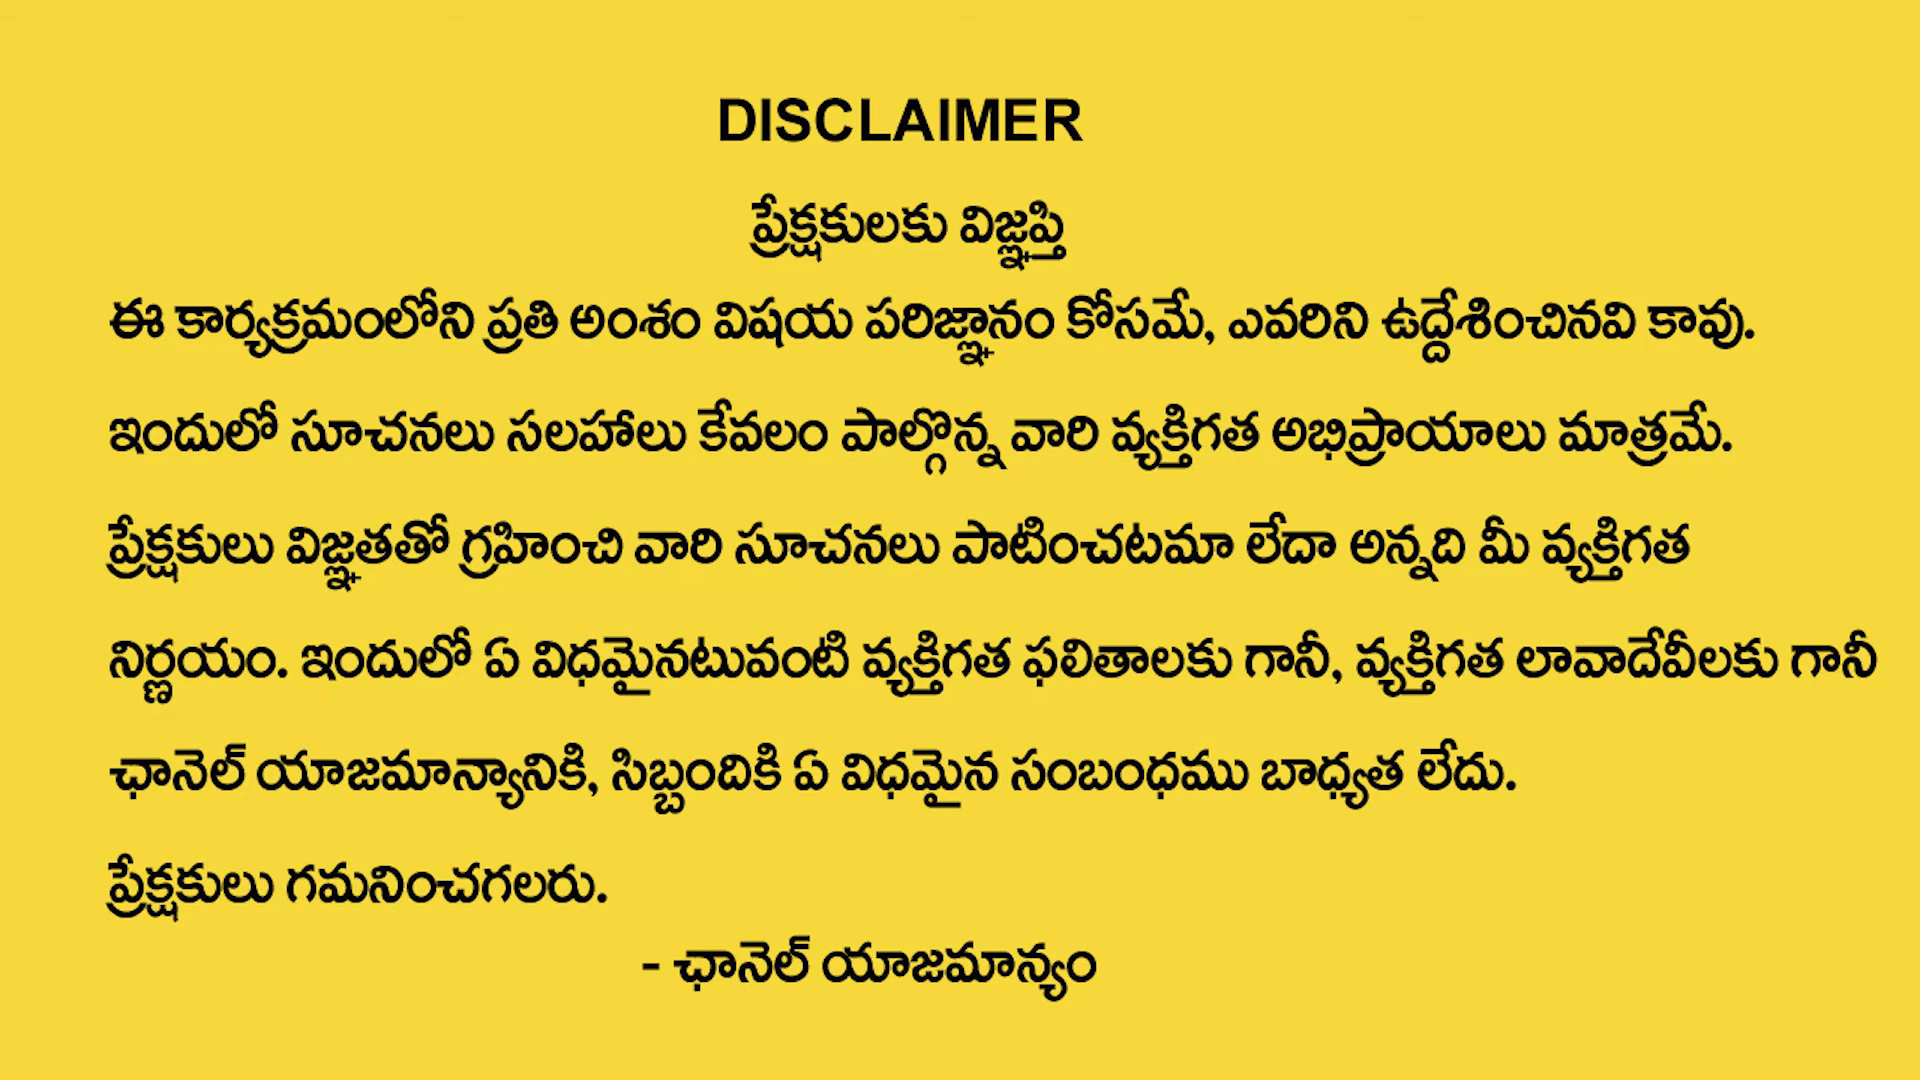 DISCLAIMER
ప్రేక్షకులకు విజ్ఞప్తి
ఈ కార్యక్రమంలోని ప్రతి అంశం విషయ పరిజ్ఞానం కోసమే, ఎవరిని ఉద్దేశించినవి కావు.
ఇందులో సూచనలు సలహాలు కేవలం పాల్గొన్న వారి వ్యక్తిగత అభిప్రాయాలు మాత్రమే.
ప్రేక్షకులు విజ్ఞతతో గ్రహించి వారి సూచనలు పాటించటమా లేదా అన్నది మీ వ్యక్తిగత
నిర్ణయం. ఇందులో ఏ విధమైనటువంటి వ్యక్తిగత ఫలితాలకు గానీ, వ్యక్తిగత లావాదేవీలకు గానీ
ఛానెల్ యాజమాన్యానికి, సిబ్బందికి ఏ విధమైన సంబంధము బాధ్యత లేదు.
ప్రేక్షకులు గమనించగలరు.
- ఛానెల్ యాజమాన్యం